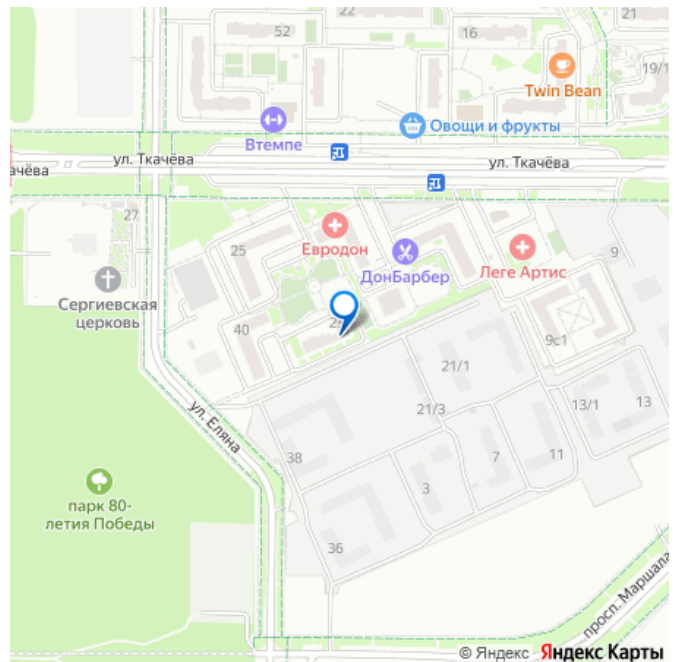 22
21
52
16
19/1
Twin Bean
Втемпе
Овощи и фрукты
ул. Ткачёва
ул. Ткачёва
ачёва
27
25
Евродон
ДонБарбер
Леге Артис
9
Сергиевская
церковь
40
9с1
21/1
21/3
13/1
13
ул. Еляна
38
7
11
3
парк 80-
летия Победы
36
просп. Маршала
© Яндекс
Яндекс Карты